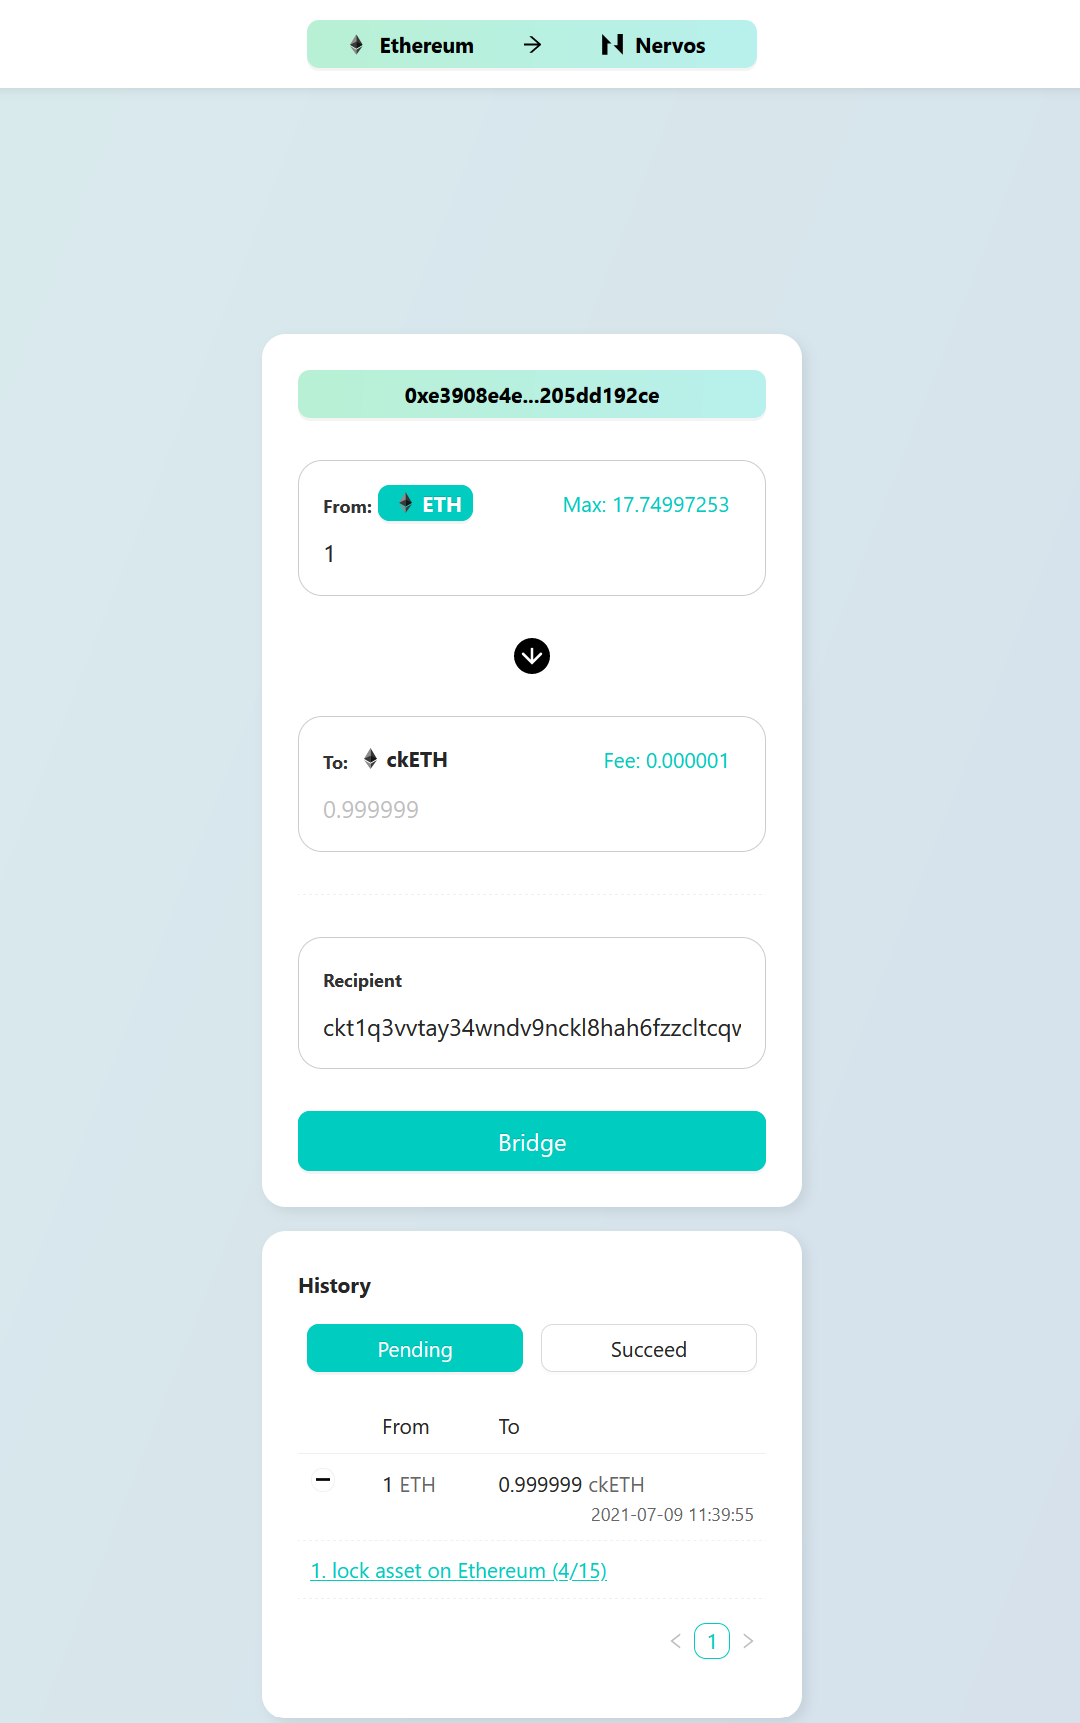 Ethereum → Nervos
0xe3908e4e...205dd192ce
From: ETH Max: 17.74997253
1
To: ckETH Fee: 0.000001
0.999999
Recipient
ckt1q3vvtay34wndv9nckl8hah6fzzcltcqw
Bridge
History
Pending Succeed
From To
1 ETH 0.999999 ckETH
2021-07-09 11:39:55
1. lock asset on Ethereum (4/15)
< 1 >